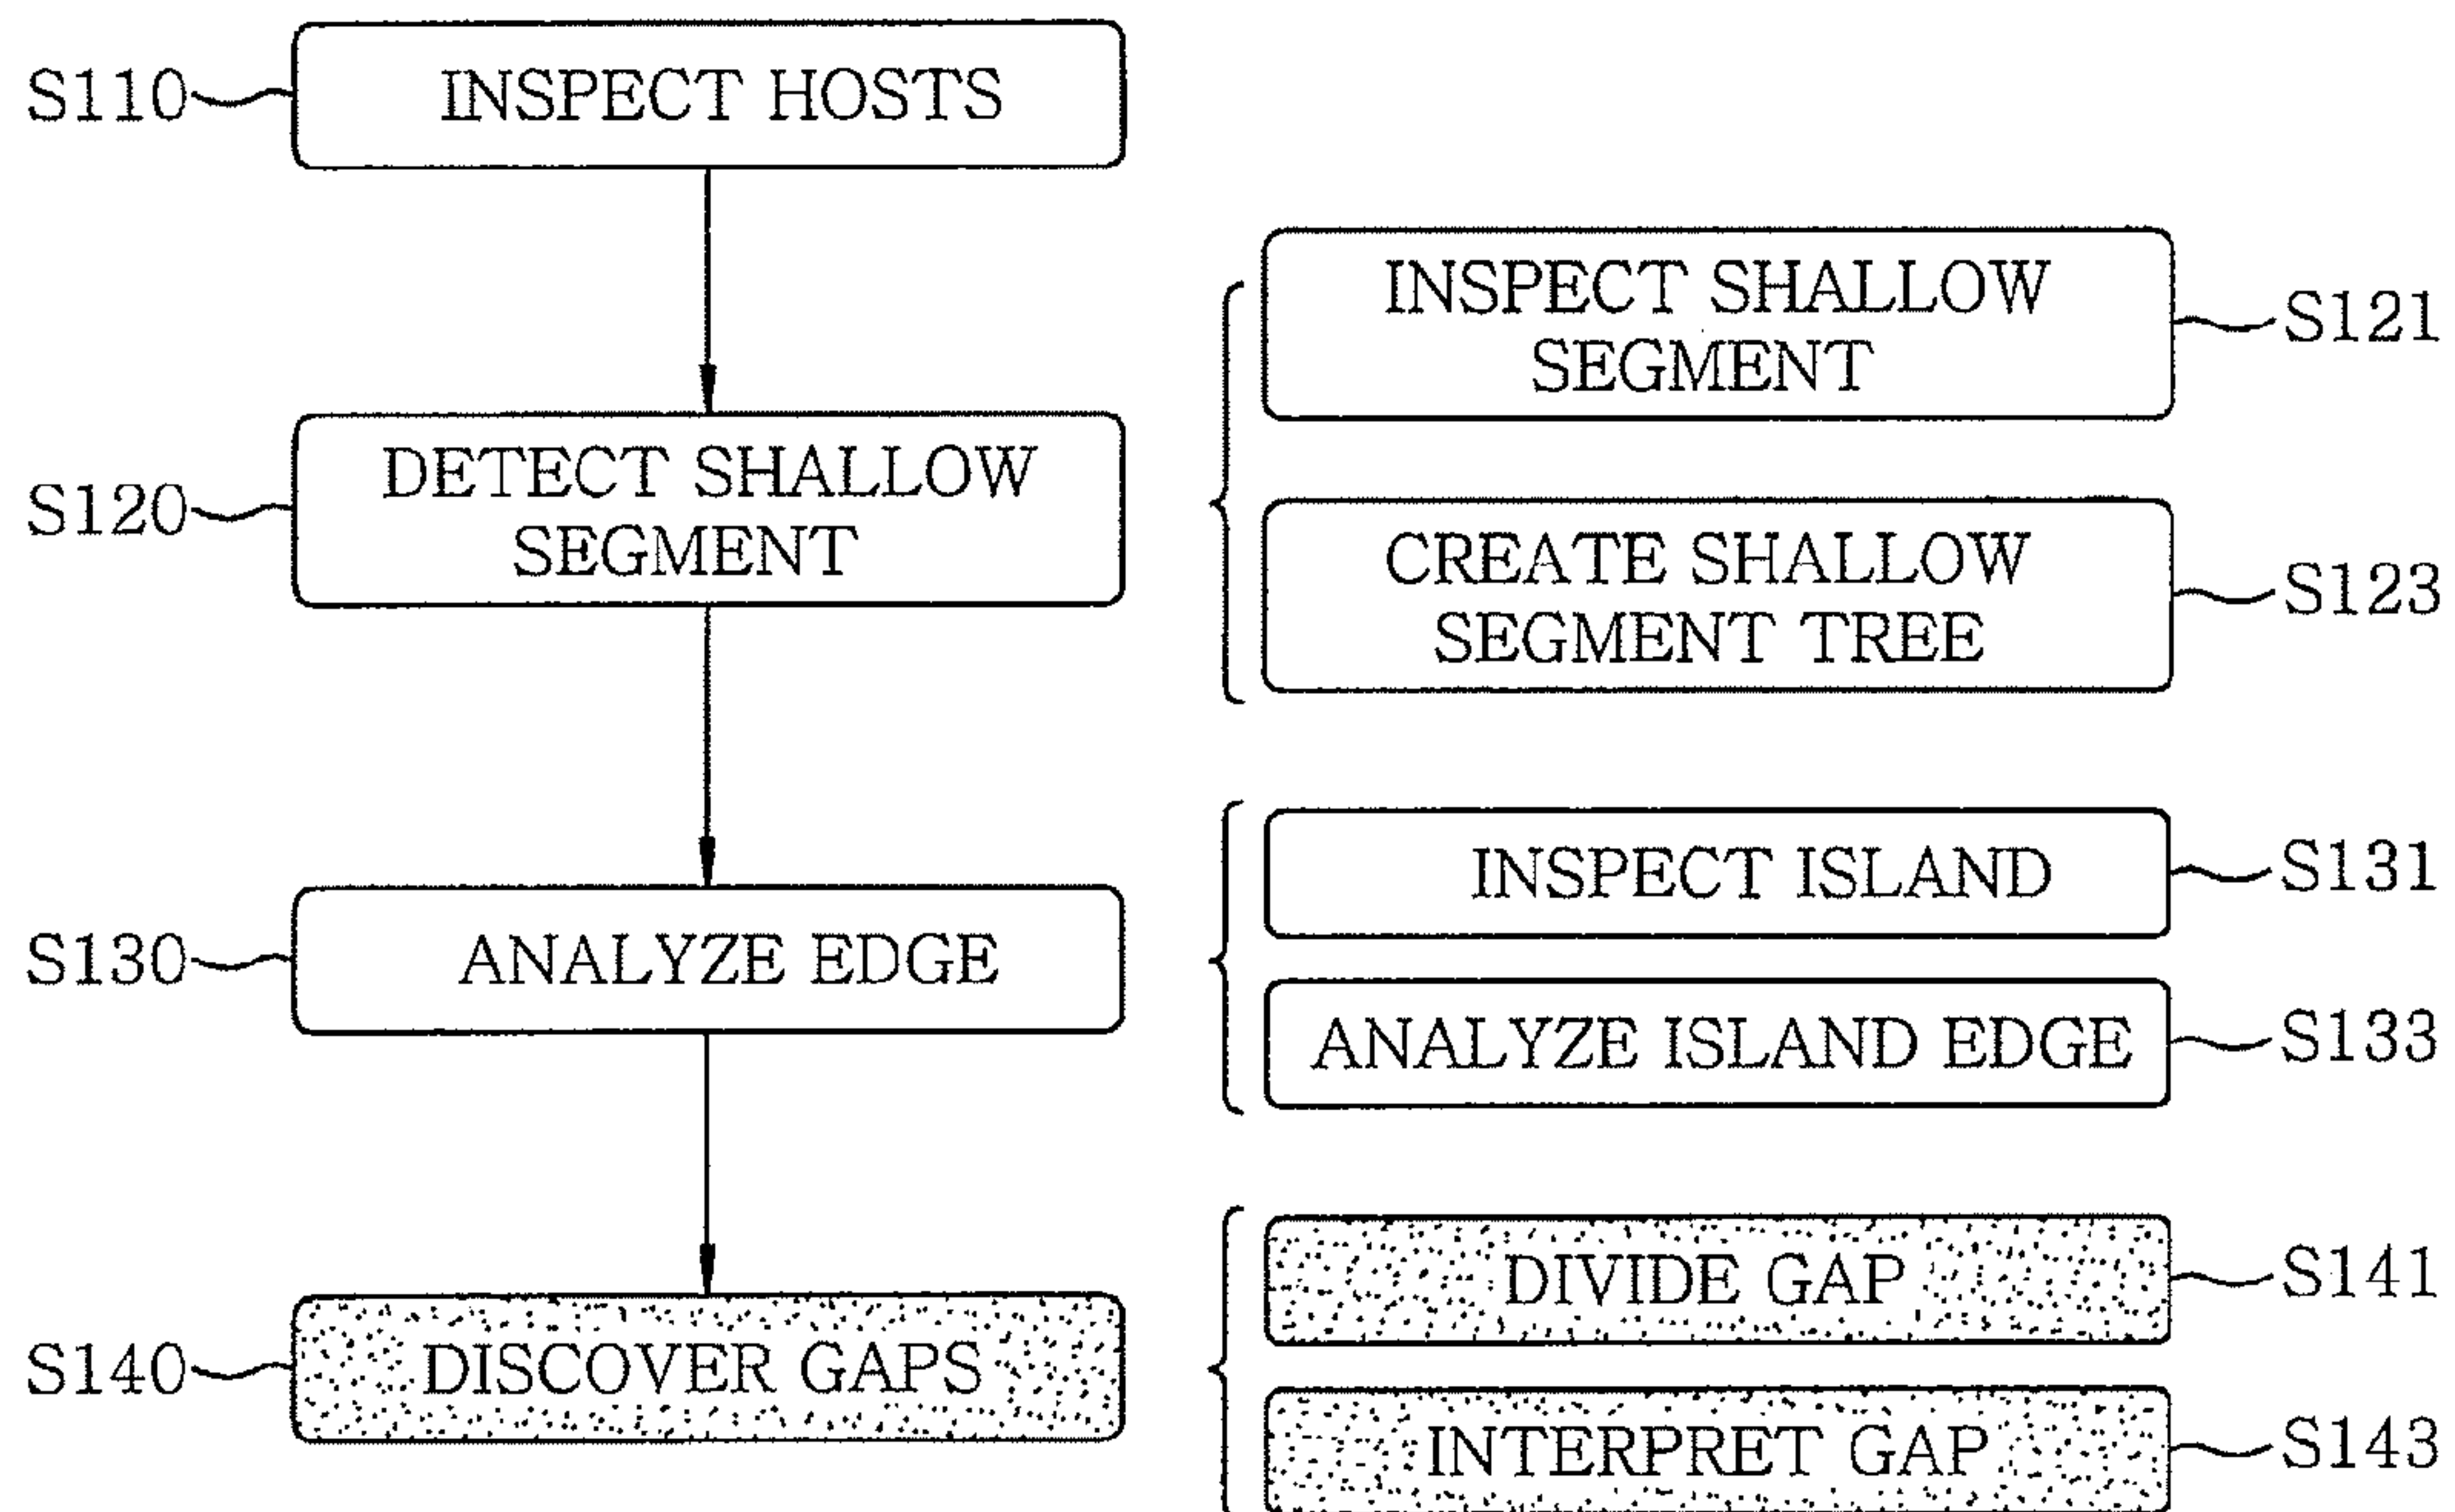 S110
INSPECT HOSTS
S120
DETECT SHALLOW
SEGMENT
INSPECT SHALLOW
SEGMENT
S121
CREATE SHALLOW
SEGMENT TREE
S123
S130
ANALYZE EDGE
INSPECT ISLAND
S131
ANALYZE ISLAND EDGE
S133
S140
DISCOVER GAPS
DIVIDE GAP
S141
INTERPRET GAP
S143